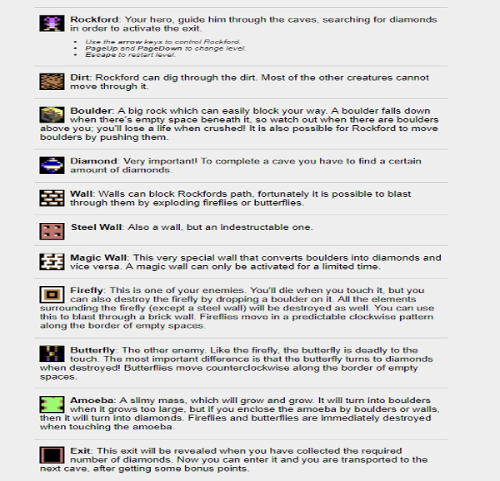 Rockford: Your hero, guide him through the caves, searching for diamonds
in order to activate the exit.
Use the arrow keys to control Rockford.
PageUp and PageDown to change level.
Escape to restart level.
Dirt: Rockford can dig through the dirt. Most of the other creatures cannot
move through it.
Boulder: A big rock which can easily block your way. A boulder falls down
when there's empty space beneath it, so watch out when there are boulders
above you; you'll lose a life when crushed! It is also possible for Rockford to move
boulders by pushing them.
Diamond: Very important! To complete a cave you have to find a certain
amount of diamonds.
Wall: Walls can block Rockfords path, fortunately it is possible to blast
through them by exploding fireflies or butterflies.
Steel Wall: Also a wall, but an indestructable one.
Magic Wall: This very special wall that converts boulders into diamonds and
vice versa. A magic wall can only be activated for a limited time.
Firefly: This is one of your enemies. You'll die when you touch it, but you
can also destroy the firefly by dropping a boulder on it. All the elements
surrounding the firefly (except a steel wall) will be destroyed as well. You can use
this to blast through a brick wall. Fireflies move in a predictable clockwise pattern
along the border of empty spaces.
Butterfly: The other enemy. Like the firefly, the butterfly is deadly to the
touch. The most important difference is that the butterfly turns to diamonds
when destroyed! Butterflies move counterclockwise along the border of empty
spaces.
Amoeba: A slimy mass, which will grow and grow. It will turn into boulders
when it grows too large, but if you enclose the amoeba by boulders or walls,
then it will turn into diamonds. Fireflies and butterflies are immediately destroyed
when touching the amoeba.
Exit: This exit will be revealed when you have collected the required
number of diamonds. Now you can enter it and you are transported to the
next cave, after getting some bonus points.